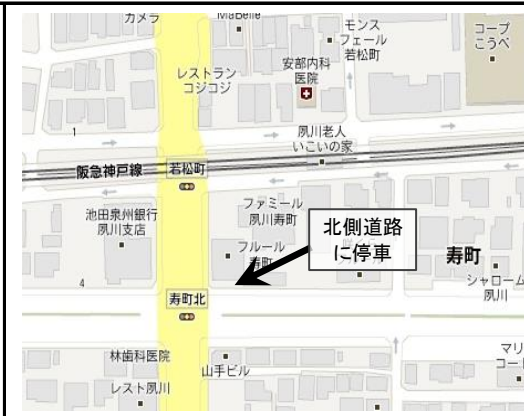 カメラ
MaBelle
モンス
フェール
若松町
コープ
こうべ
レストラン
コジコジ
安部内科
医院
1
夙川老人
いこいの家
阪急神戸線
若松町
池田泉州銀行
夙川支店
ファミール
夙川寿町
フルール
寿町
北側道路
に停車
寿町
シャローム
夙川
4
寿町北
林歯科医院
山手ビル
レスト夙川
マリ
コート